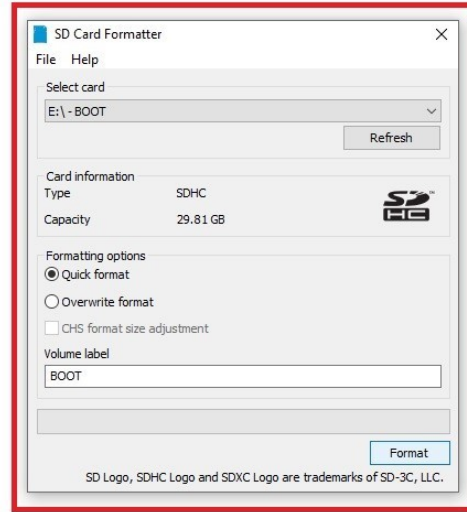 SD Card Formatter
File Help
Select card
E:\ - BOOT
Refresh
Card information
Type SDHC
Capacity 29.81 GB
SD
HC
Formatting options
Quick format
Overwrite format
CHS format size adjustment
Volume label
BOOT
Format
SD Logo, SDHC Logo and SDXC Logo are trademarks of SD-3C, LLC.